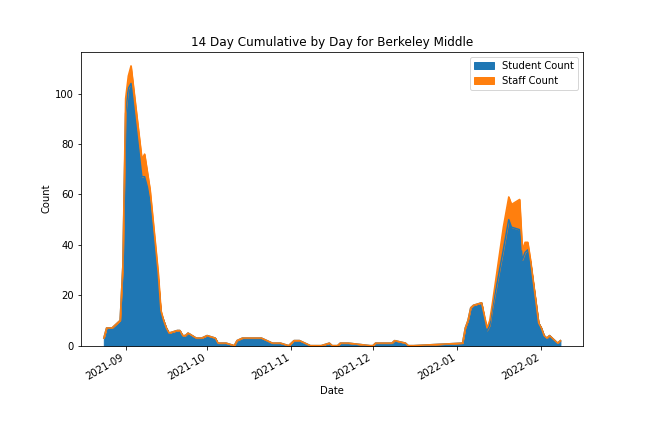 14 Day Cumulative by Day for Berkeley Middle
Student Count
Staff Count
100
80
60
40
20
0
Count
2021-09
2021-10
2021-11
2021-12
2022-01
2022-02
Date